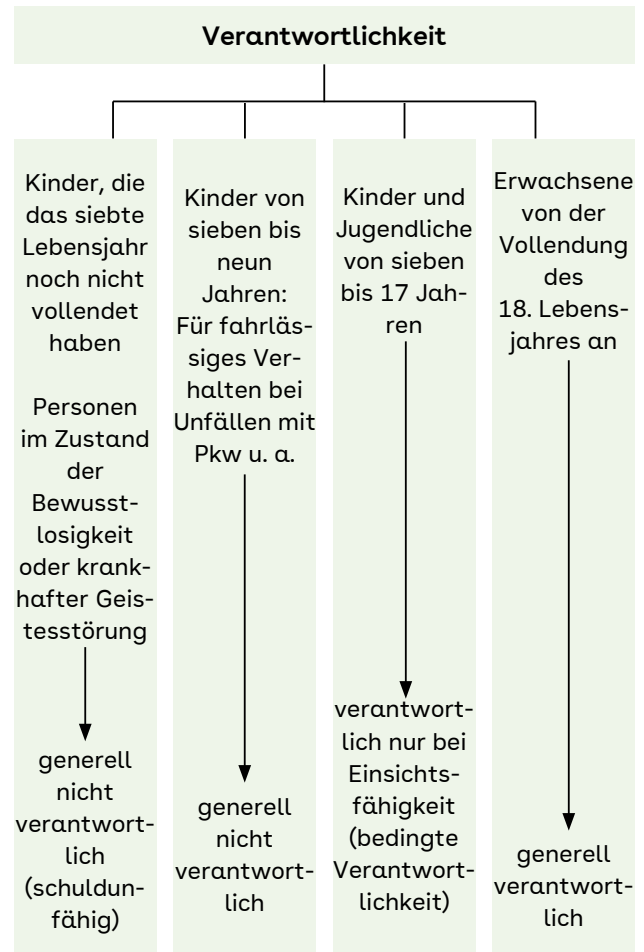 Verantwortlichkeit
Kinder, die
das siebte
Lebensjahr
noch nicht
vollendet
haben
Personen
im Zustand
der
Bewusst-
losigkeit
oder krank-
hafter Geis-
tesstörung
generell
nicht
verantwort-
lich
(schuldun-
fähig)
Kinder von
sieben bis
neun
Jahren:
Für fahrläs-
siges Ver-
halten bei
Unfällen mit
Pkw u. a.
generell
nicht
verantwort-
lich
Kinder und
Jugendliche
von sieben
bis 17 Jah-
ren
verantwort-
lich nur bei
Einsichts-
fähigkeit
(bedingte
Verantwort-
lichkeit)
Erwachsene
von der
Vollendung
des
18. Lebens-
jahres an
generell
verantwort-
lich